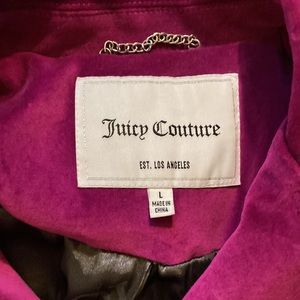 Juicy Couture
EST. LOS ANGELES
L
MADE IN
CHINA